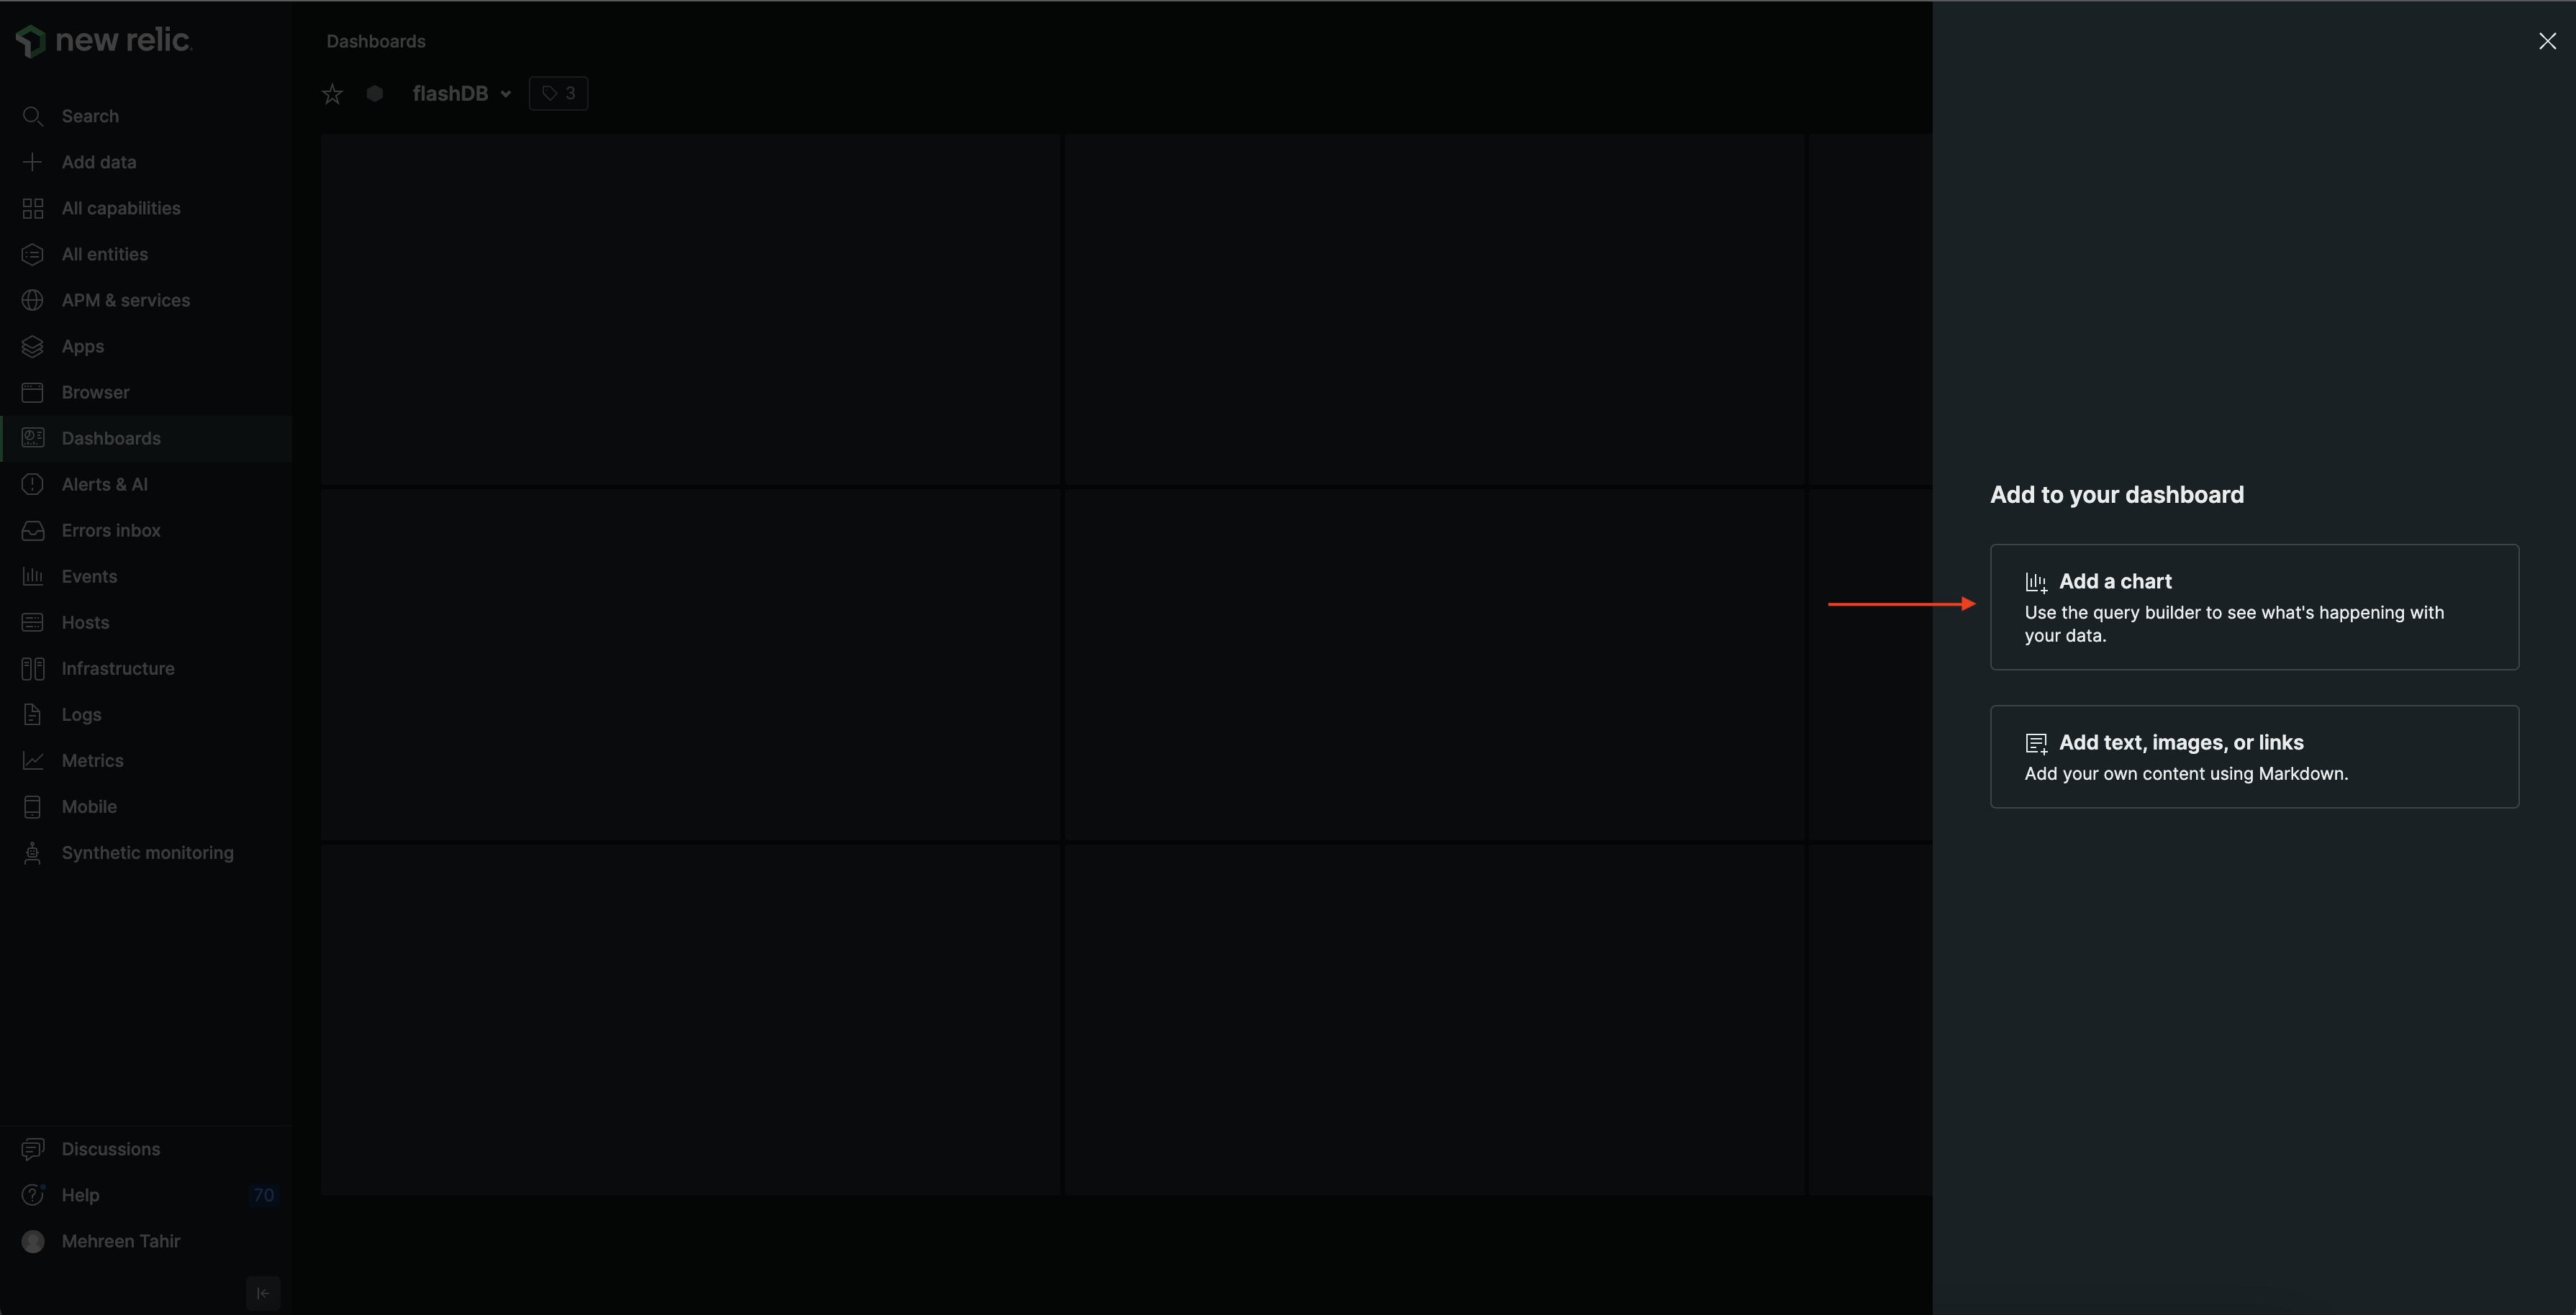 new relic.
Search
Add data
All capabilities
All entities
APM & services
Apps
Browser
Dashboards
Alerts & AI
Errors inbox
Events
Hosts
Infrastructure
Logs
Metrics
Mobile
Synthetic monitoring
Discussions
Help 70
Mehreen Tahir
Dashboards
flashDB 3
Add to your dashboard
Add a chart
Use the query builder to see what's happening with
your data.
Add text, images, or links
Add your own content using Markdown.